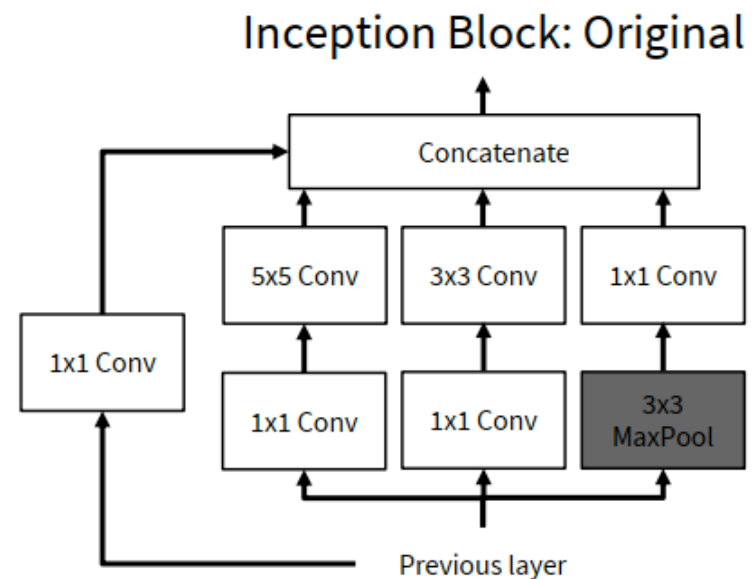 Inception Block: Original
Concatenate
5x5 Conv
3x3 Conv
1x1 Conv
1x1 Conv
1x1 Conv
1x1 Conv
3x3
MaxPool
Previous layer